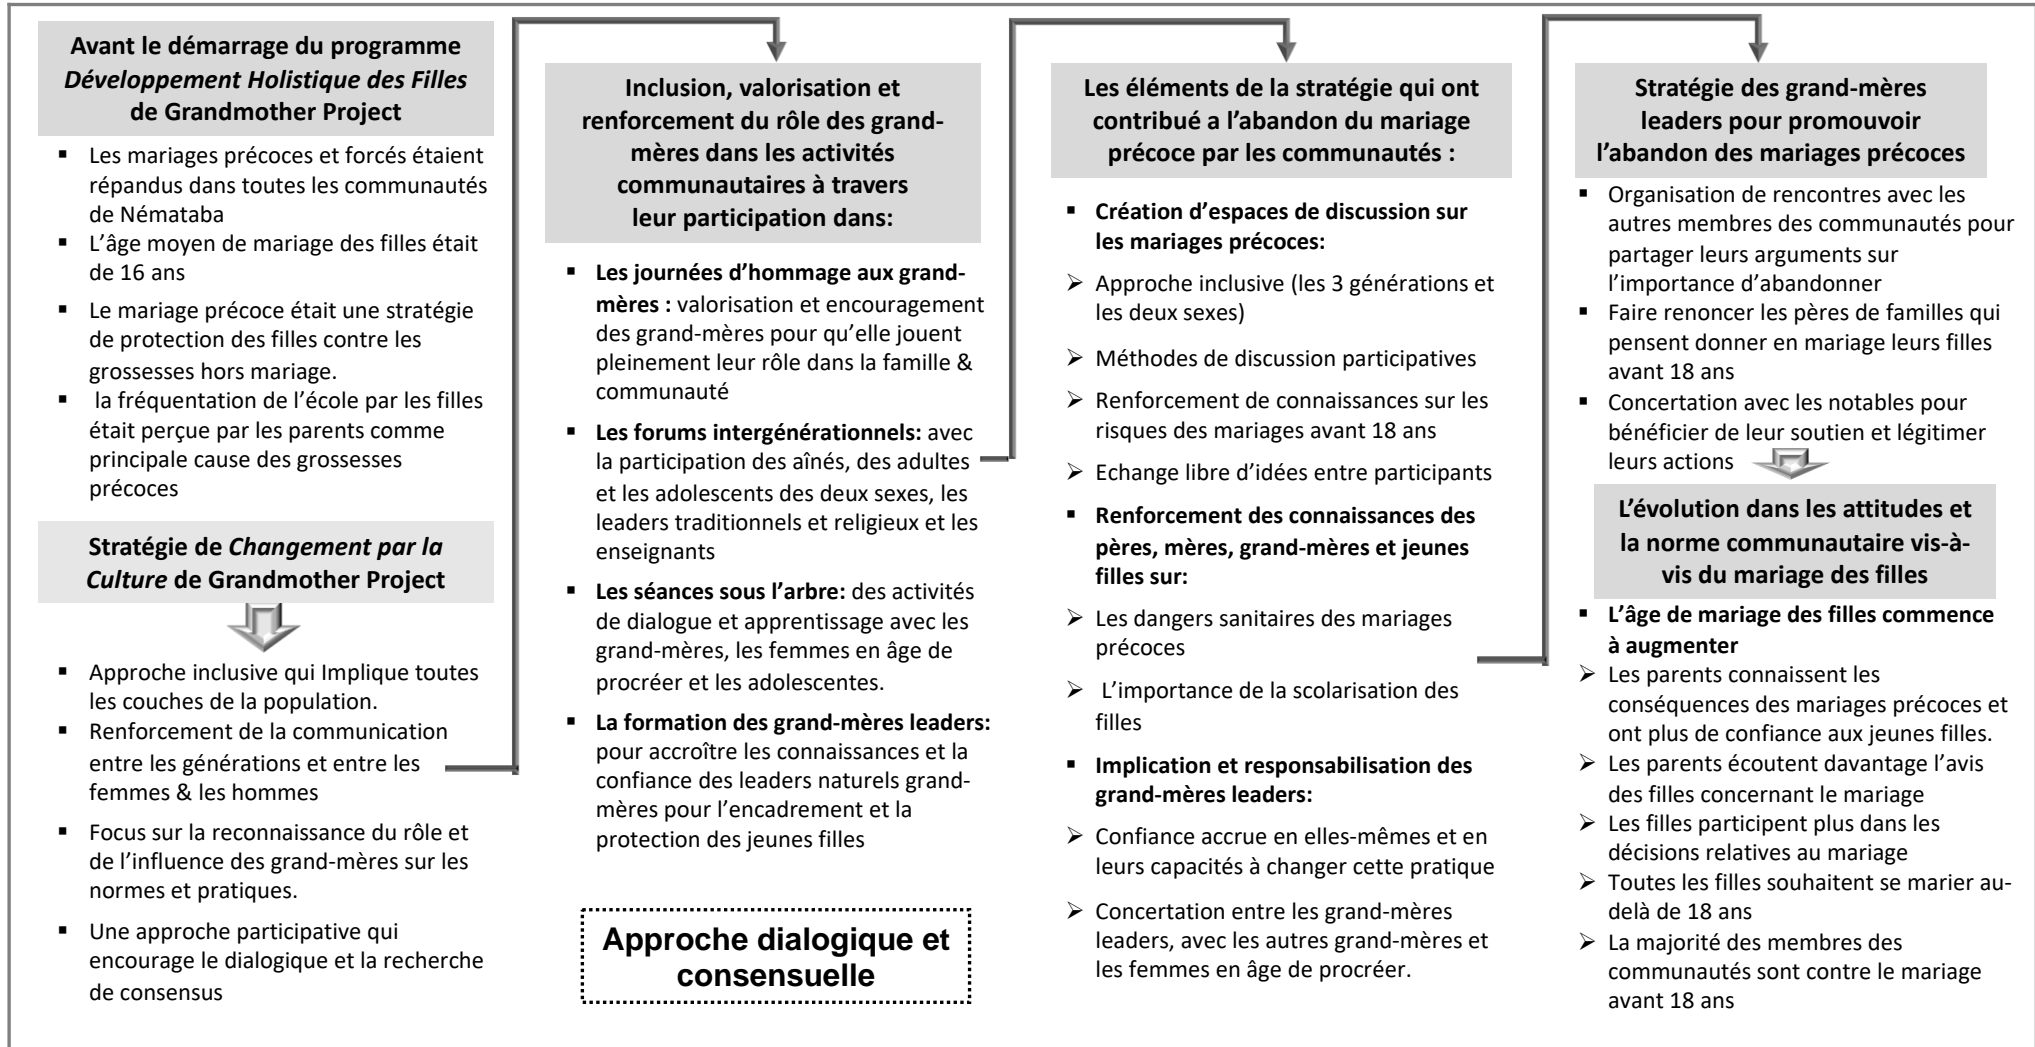 Avant le démarrage du programme
Développement Holistique des Filles
de Grandmother Project
▪ Les mariages précoces et forcés étaient
répandus dans toutes les communautés
de Némataba
▪ L'âge moyen de mariage des filles était
de 16 ans
▪ Le mariage précoce était une stratégie
de protection des filles contre les
grossesses hors mariage.
▪ la fréquentation de l'école par les filles
était perçue par les parents comme
principale cause des grossesses
précoces
Stratégie de Changement par la
Culture de Grandmother Project
▪ Approche inclusive qui Implique toutes
les couches de la population.
▪ Renforcement de la communication
entre les générations et entre les
femmes & les hommes
▪ Focus sur la reconnaissance du rôle et
de l'influence des grand-mères sur les
normes et pratiques.
▪ Une approche participative qui
encourage le dialogique et la recherche
de consensus
Inclusion, valorisation et
renforcement du rôle des grand-
mères dans les activités
communautaires à travers
leur participation dans:
▪ Les journées d'hommage aux grand-
mères : valorisation et encouragement
des grand-mères pour qu'elle jouent
pleinement leur rôle dans la famille &
communauté
▪ Les forums intergénérationnels: avec
la participation des aînés, des adultes
et les adolescents des deux sexes, les
leaders traditionnels et religieux et les
enseignants
▪ Les séances sous l'arbre: des activités
de dialogue et apprentissage avec les
grand-mères, les femmes en âge de
procréer et les adolescentes.
▪ La formation des grand-mères leaders:
pour accroître les connaissances et la
confiance des leaders naturels grand-
mères pour l'encadrement et la
protection des jeunes filles
Approche dialogique et
consensuelle
Les éléments de la stratégie qui ont
contribué a l'abandon du mariage
précoce par les communautés :
▪ Création d'espaces de discussion sur
les mariages précoces:
➢ Approche inclusive (les 3 générations et
les deux sexes)
➢ Méthodes de discussion participatives
➢ Renforcement de connaissances sur les
risques des mariages avant 18 ans
➢ Echange libre d'idées entre participants
▪ Renforcement des connaissances des
pères, mères, grand-mères et jeunes
filles sur:
➢ Les dangers sanitaires des mariages
précoces
➢ L'importance de la scolarisation des
filles
▪ Implication et responsabilisation des
grand-mères leaders:
➢ Confiance accrue en elles-mêmes et en
leurs capacités à changer cette pratique
➢ Concertation entre les grand-mères
leaders, avec les autres grand-mères et
les femmes en âge de procréer.
Stratégie des grand-mères
leaders pour promouvoir
l'abandon des mariages précoces
▪ Organisation de rencontres avec les
autres membres des communautés pour
partager leurs arguments sur
l'importance d'abandonner
▪ Faire renoncer les pères de familles qui
pensent donner en mariage leurs filles
avant 18 ans
▪ Concertation avec les notables pour
bénéficier de leur soutien et légitimer
leurs actions
L'évolution dans les attitudes et
la norme communautaire vis-à-
vis du mariage des filles
▪ L'âge de mariage des filles commence
à augmenter
➢ Les parents connaissent les
conséquences des mariages précoces et
ont plus de confiance aux jeunes filles.
➢ Les parents écoutent davantage l'avis
des filles concernant le mariage
➢ Les filles participent plus dans les
décisions relatives au mariage
➢ Toutes les filles souhaitent se marier au-
delà de 18 ans
➢ La majorité des membres des
communautés sont contre le mariage
avant 18 ans